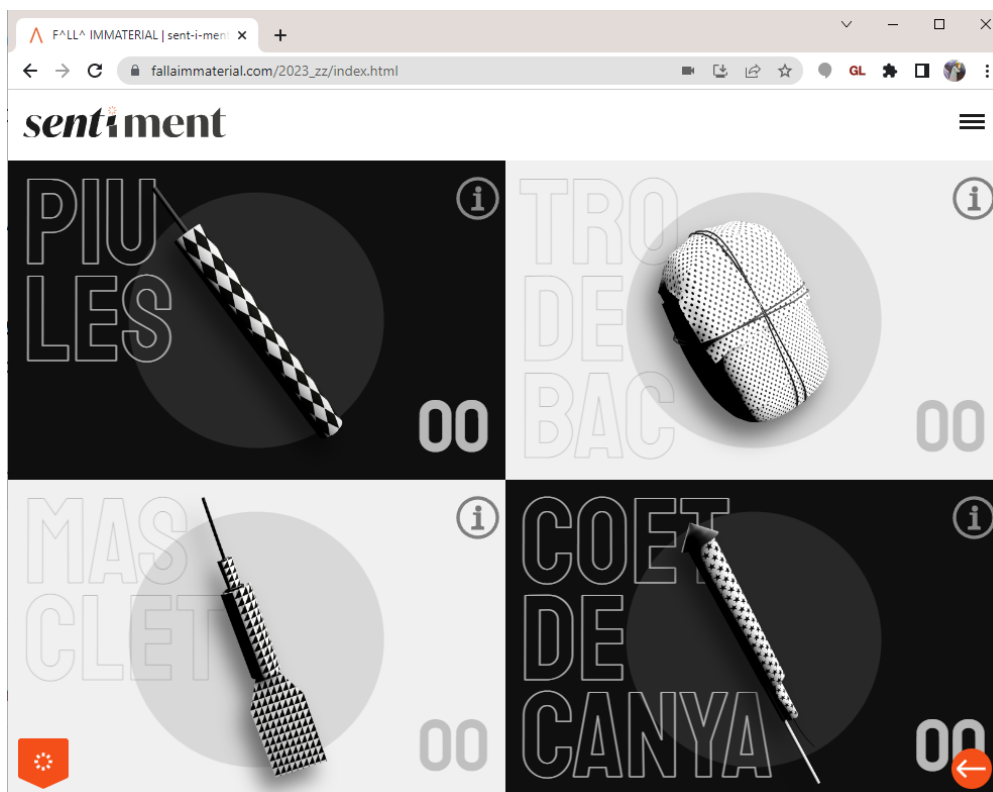 F^LL^ IMMATERIAL | sent-i-men
fallaimmaterial.com/2023_zz/index.html
GL
sentiment
PIU
LES
i
00
TRO
DE
BAC
i
00
MAS
CLET
i
00
COET
DE
CANYA
i
00